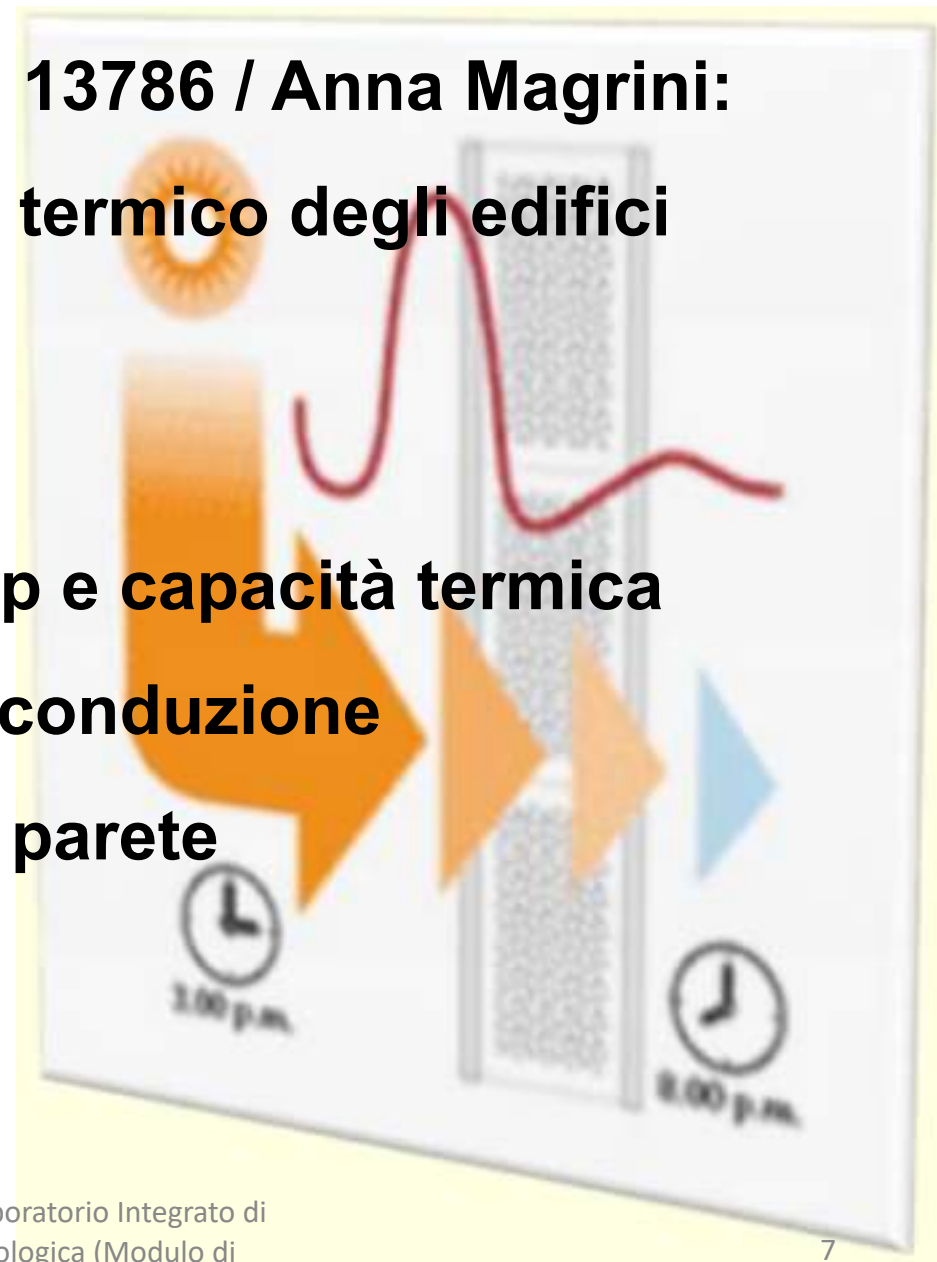 13786 / Anna Magrini:
termico degli edifici
p e capacità termica
conduzione
parete
3.00 p.m.
8.00 p.m.
boratorio Integrato di
ologica (Modulo di
7